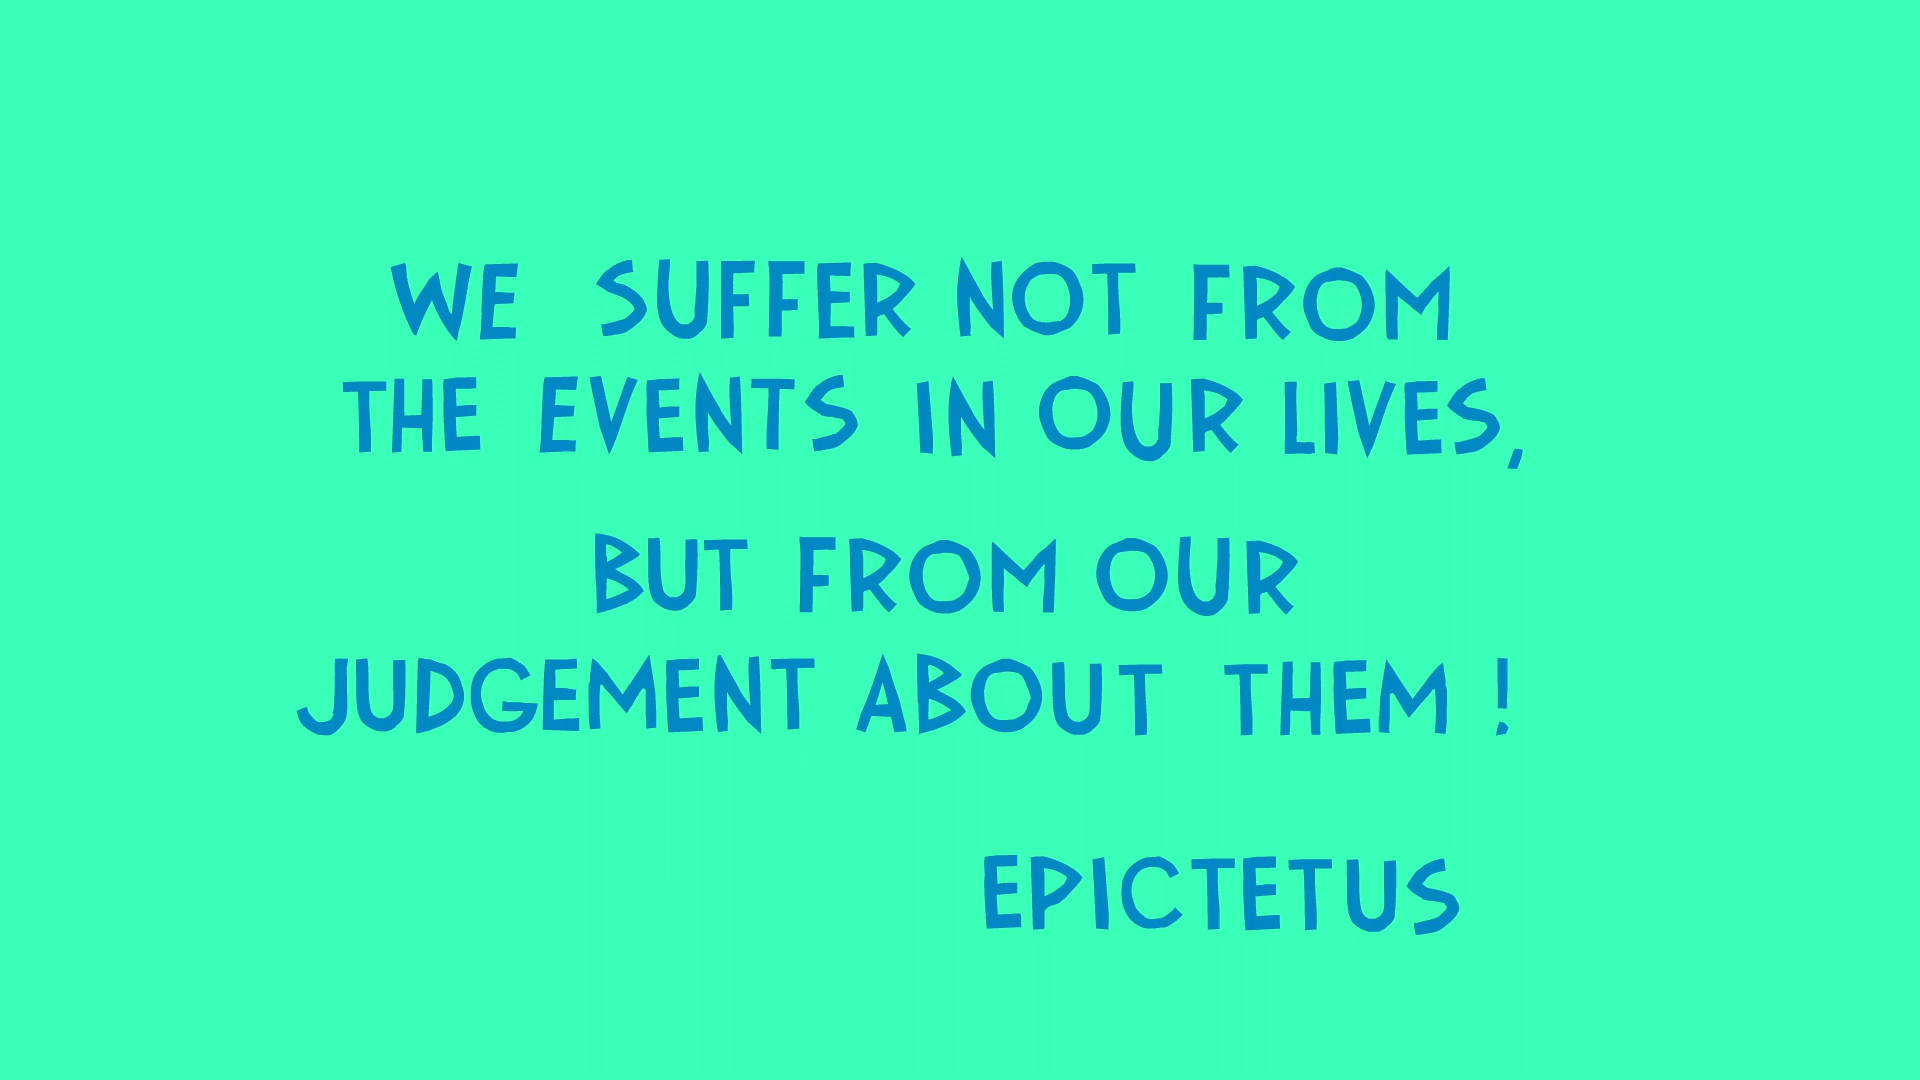 WE SUFFER NOT FROM
THE EVENTS IN OUR LIVES,
BUT FROM OUR
JUDGEMENT ABOUT THEM !
EPICTETUS